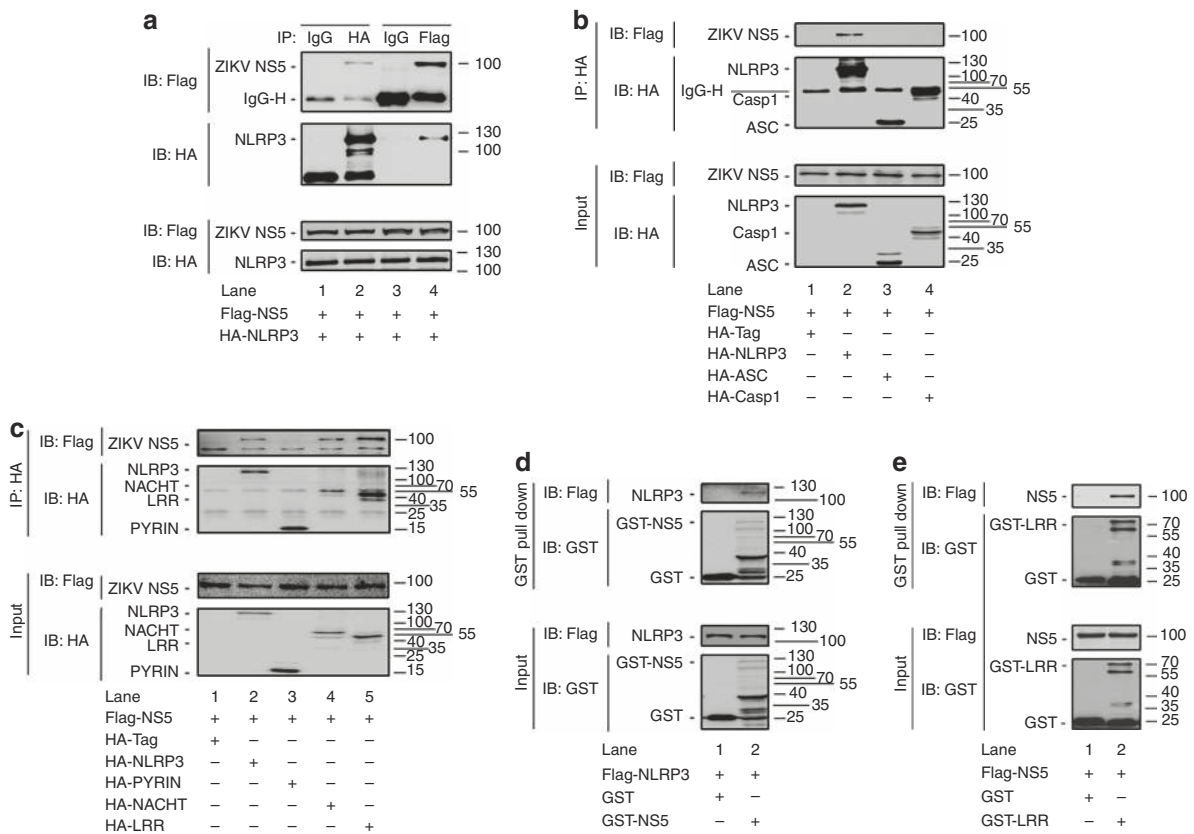 a
IP: IgG HA IgG Flag
IB: Flag
ZIKV NS5
100
IgG-H
IB: HA
NLRP3
130
100
IB: Flag
ZIKV NS5
100
IB: HA
NLRP3
130
100
Lane 1 2 3 4
Flag-NS5 + + + +
HA-NLRP3 + + + +
b
IP: HA
IB: Flag
ZIKV NS5
100
IB: HA
NLRP3
IgG-H
Casp1
ASC
130
100
70
55
40
35
25
Input
IB: Flag
ZIKV NS5
100
IB: HA
NLRP3
Casp1
ASC
130
100
70
55
40
35
25
Lane 1 2 3 4
Flag-NS5 + + + +
HA-Tag + – – –
HA-NLRP3 – + – –
HA-ASC – – + –
HA-Casp1 – – – +
c
IP: HA
IB: Flag
ZIKV NS5
100
IB: HA
NLRP3
NACHT
LRR
PYRIN
130
100
70
55
40
35
25
15
Input
IB: Flag
ZIKV NS5
100
IB: HA
NLRP3
NACHT
LRR
PYRIN
130
100
70
55
40
35
25
15
Lane 1 2 3 4 5
Flag-NS5 + + + + +
HA-Tag + – – – –
HA-NLRP3 – + – – –
HA-PYRIN – – + – –
HA-NACHT – – – + –
HA-LRR – – – – +
d
GST pull down
IB: Flag
NLRP3
130
100
IB: GST
GST-NS5
GST
130
100
70
55
40
35
25
Input
IB: Flag
NLRP3
130
100
IB: GST
GST-NS5
GST
130
100
70
55
40
35
25
Lane 1 2
Flag-NLRP3 + +
GST + –
GST-NS5 – +
e
GST pull down
IB: Flag
NS5
100
IB: GST
GST-LRR
GST
70
55
40
35
25
Input
IB: Flag
NS5
100
IB: GST
GST-LRR
GST
70
55
40
35
25
Lane 1 2
Flag-NS5 + +
GST + –
GST-LRR – +